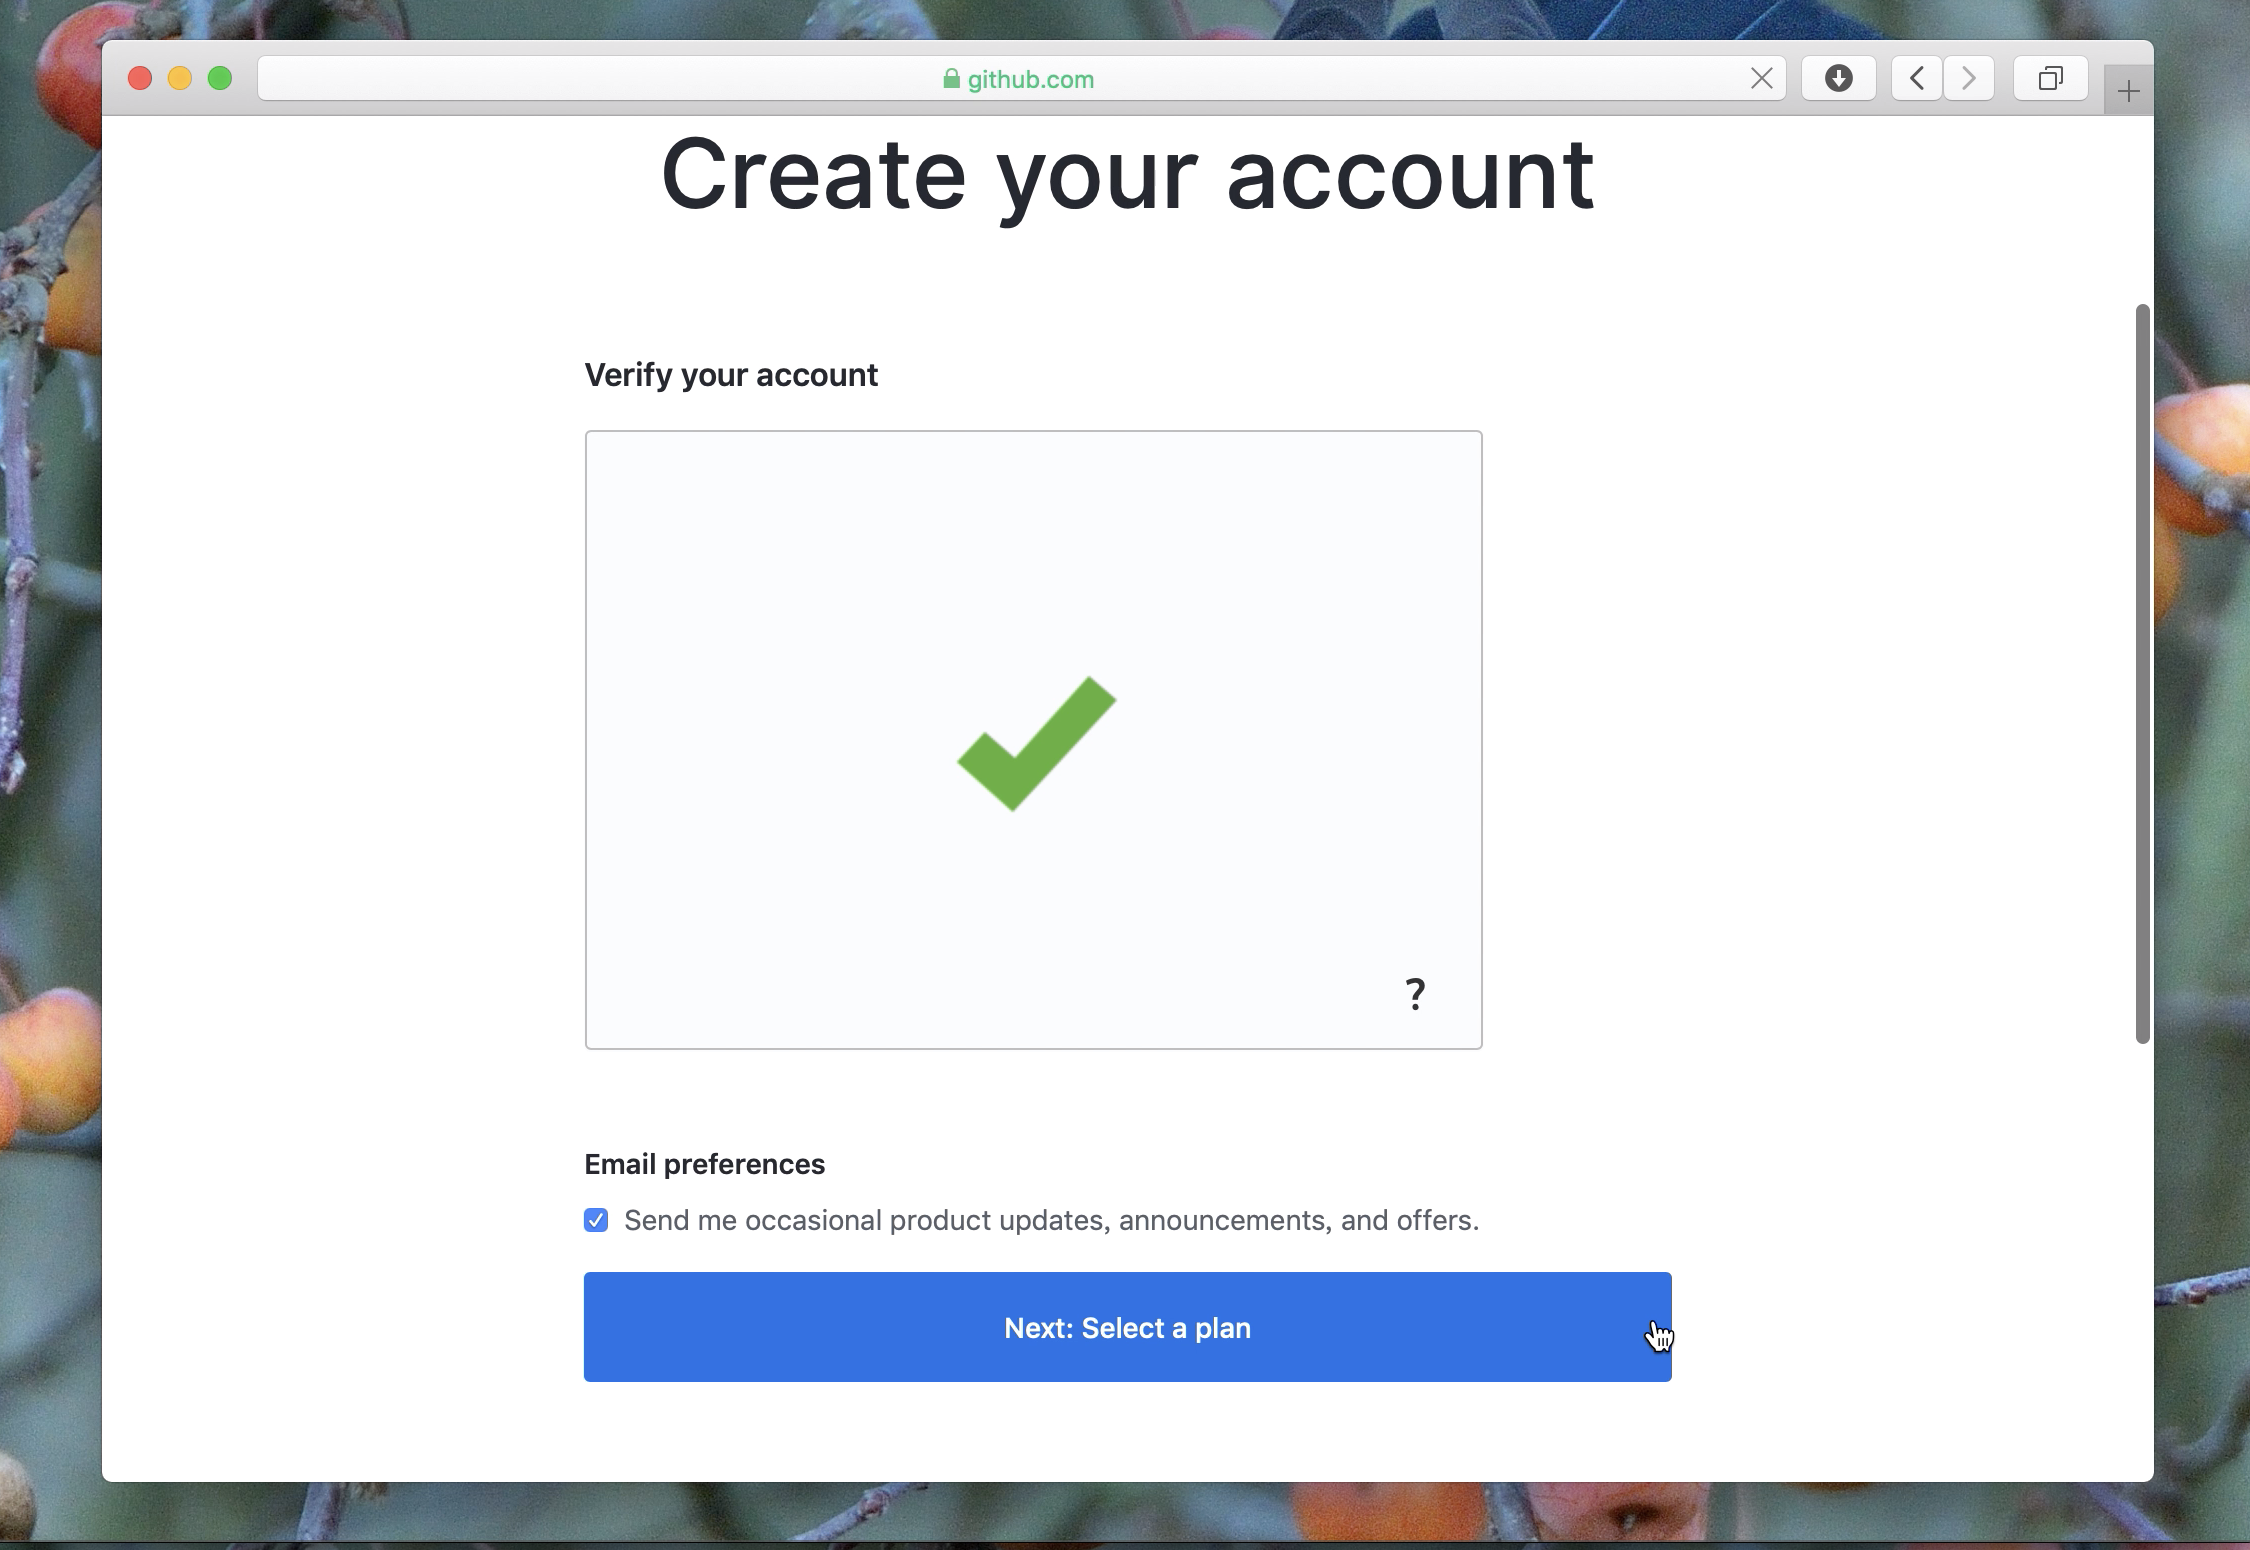 github.com
Create your account
Verify your account
?
Email preferences
Send me occasional product updates, announcements, and offers.
Next: Select a plan